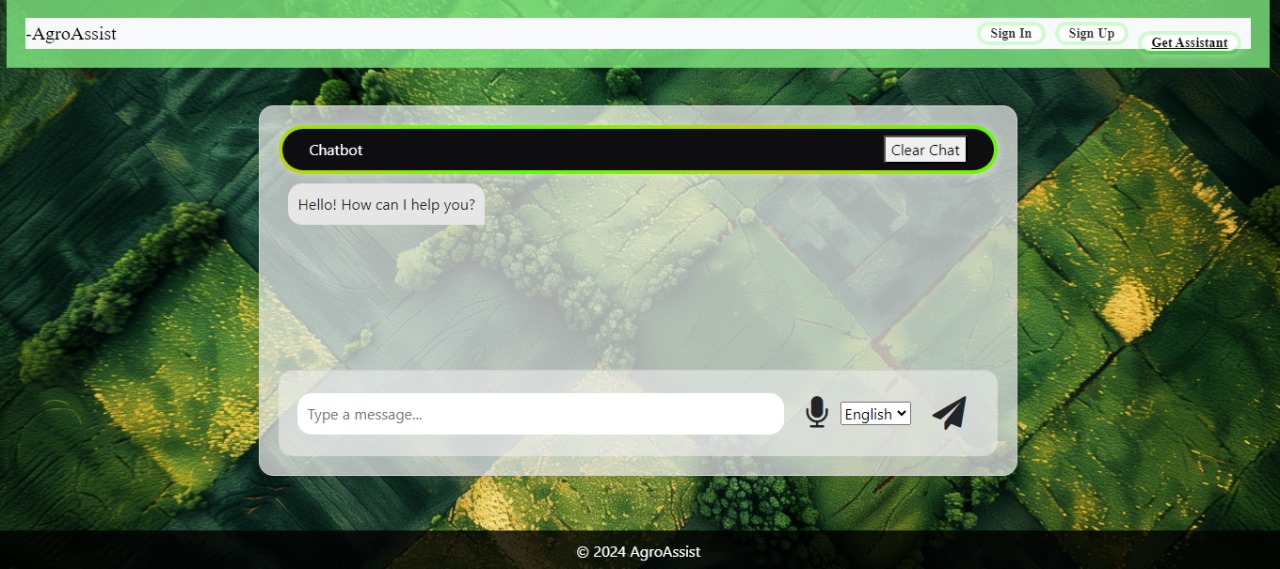 -AgroAssist
Sign In
Sign Up
Get Assistant
Chatbot
Clear Chat
Hello! How can I help you?
Type a message...
English
© 2024 AgroAssist